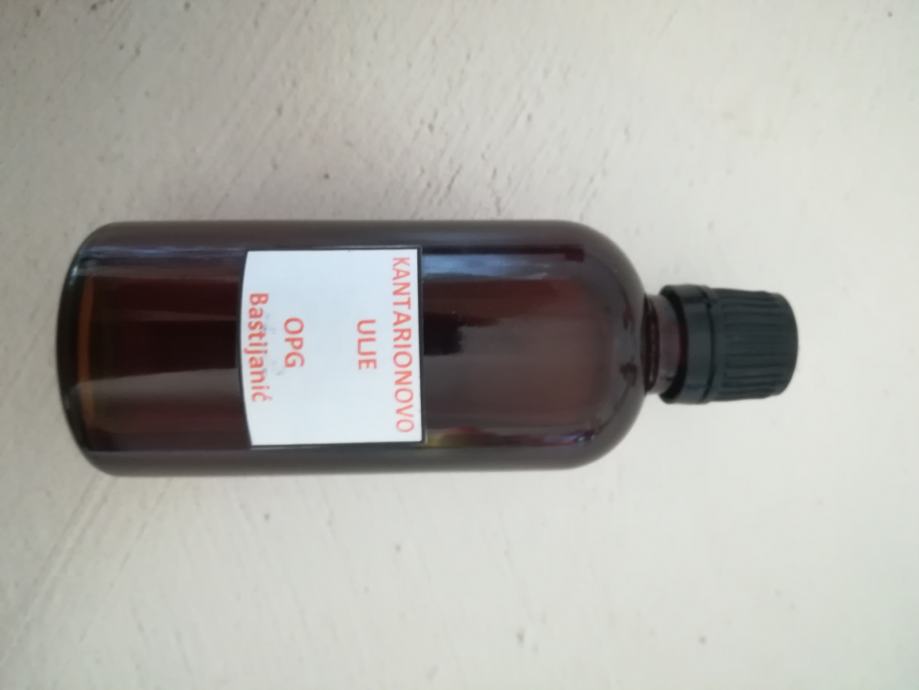 KANTARIONOVO
ULJE
OPG
Baštijanić